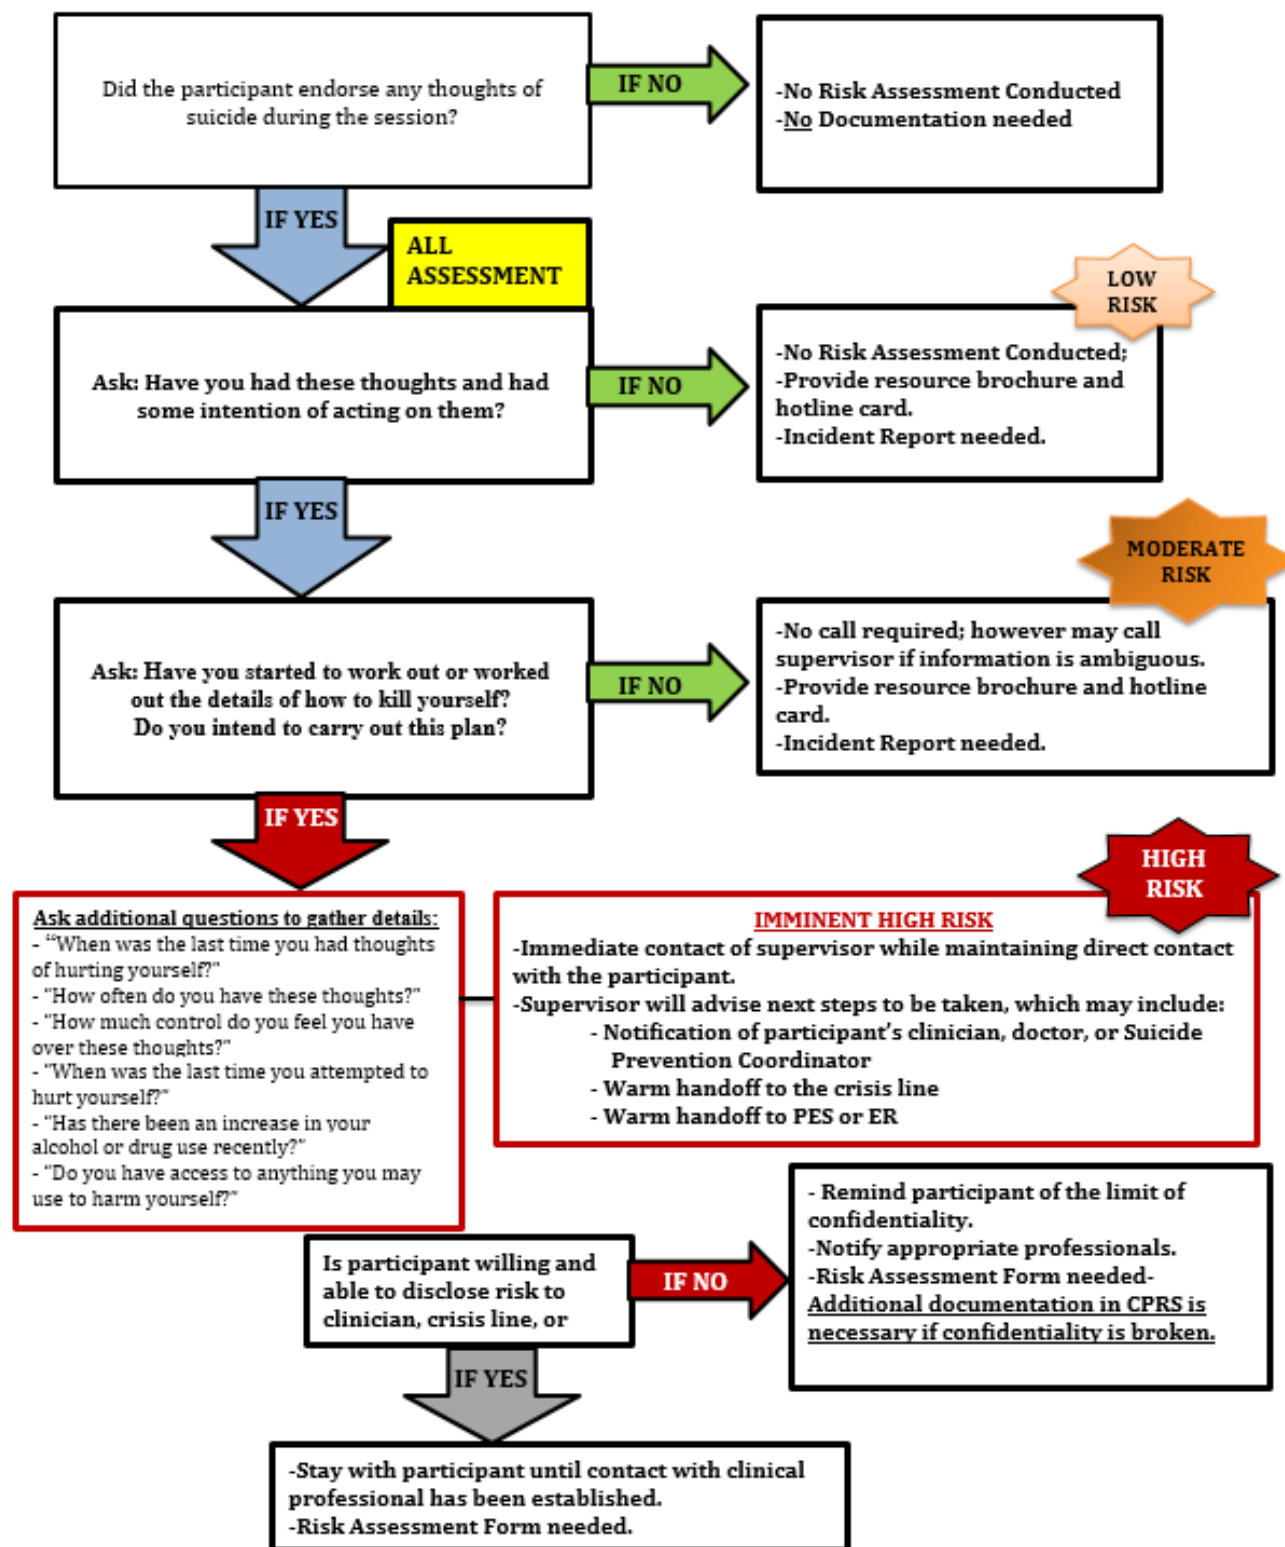 Did the participant endorse any thoughts of
suicide during the session?
IF NO
-No Risk Assessment Conducted
-No Documentation needed
IF YES
ALL
ASSESSMENT
LOW
RISK
Ask: Have you had these thoughts and had
some intention of acting on them?
IF NO
-No Risk Assessment Conducted;
-Provide resource brochure and
hotline card.
-Incident Report needed.
IF YES
MODERATE
RISK
Ask: Have you started to work out or worked
out the details of how to kill yourself?
Do you intend to carry out this plan?
IF NO
-No call required; however may call
supervisor if information is ambiguous.
-Provide resource brochure and hotline
card.
-Incident Report needed.
IF YES
HIGH
RISK
Ask additional questions to gather details:
- “When was the last time you had thoughts
of hurting yourself?”
- “How often do you have these thoughts?”
- “How much control do you feel you have
over these thoughts?”
- “When was the last time you attempted to
hurt yourself?”
- “Has there been an increase in your
alcohol or drug use recently?”
- “Do you have access to anything you may
use to harm yourself?”
IMMINENT HIGH RISK
-Immediate contact of supervisor while maintaining direct contact
with the participant.
-Supervisor will advise next steps to be taken, which may include:
- Notification of participant’s clinician, doctor, or Suicide
Prevention Coordinator
- Warm handoff to the crisis line
- Warm handoff to PES or ER
Is participant willing and
able to disclose risk to
clinician, crisis line, or
IF NO
- Remind participant of the limit of
confidentiality.
-Notify appropriate professionals.
-Risk Assessment Form needed-
Additional documentation in CPRS is
necessary if confidentiality is broken.
IF YES
-Stay with participant until contact with clinical
professional has been established.
-Risk Assessment Form needed.